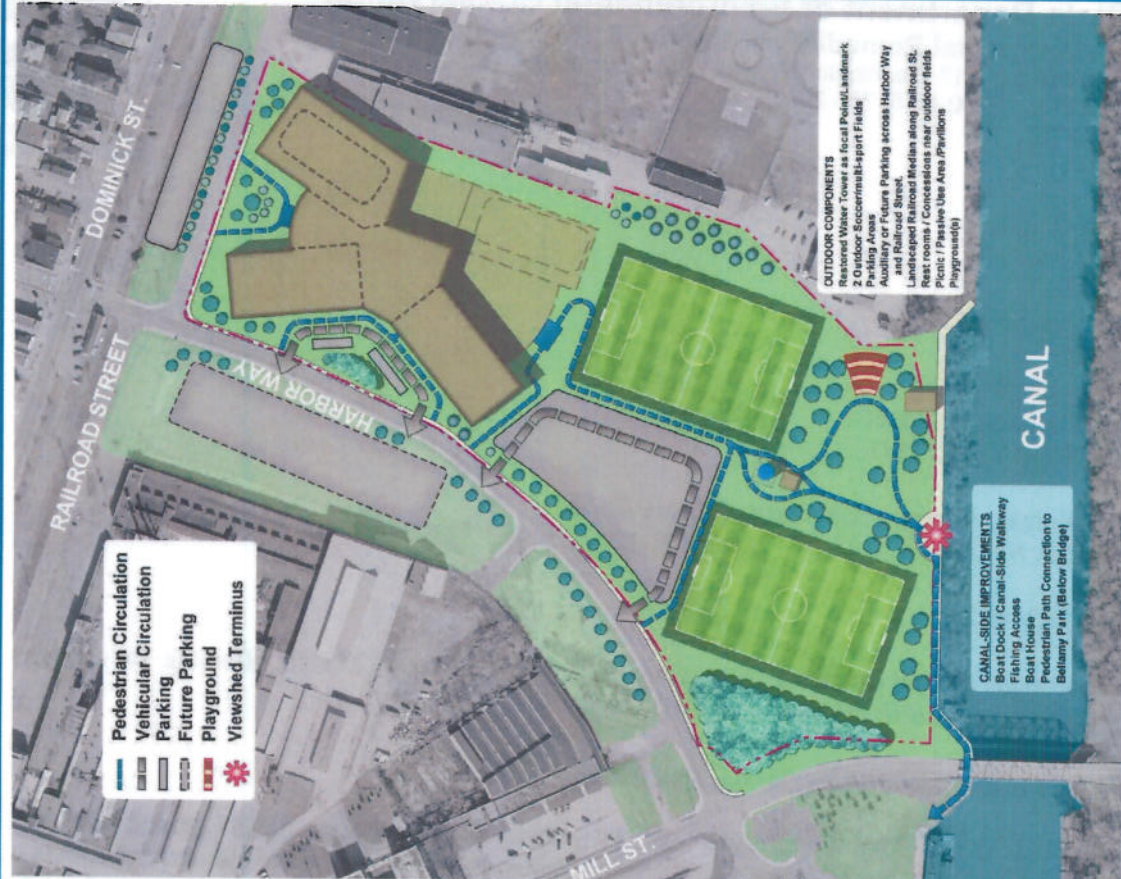 DOMINICK ST.
RAILROAD STREET
HARBOR WAY
Pedestrian Circulation
Vehicular Circulation
Parking
Future Parking
Playground
Viewshed Terminus
OUTDOOR COMPONENTS
Restored Water Tower as focal Point/Landmark
2 Outdoor Soccer/multi-sport Fields
Parking Areas
Auxiliary or Future Parking across Harbor Way
and Railroad Street.
Landscaped Railroad Median along Railroad St.
Rest rooms / Concessions near outdoor fields
Picnic / Passive Use Area /Pavilions
Playground(s)
CANAL
CANAL-SIDE IMPROVEMENTS
Boat Dock / Canal-Side Walkway
Fishing Access
Boat House
Pedestrian Path Connection to
Bellamy Park (Below Bridge)
MILL ST.